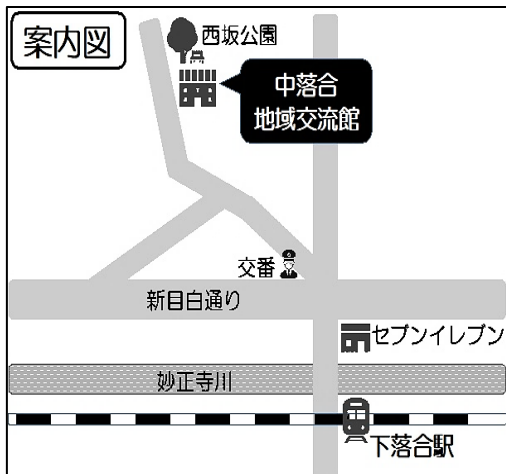 案内図
西坂公園
中落合
地域交流館
交番
新目白通り
セブンイレブン
妙正寺川
下落合駅